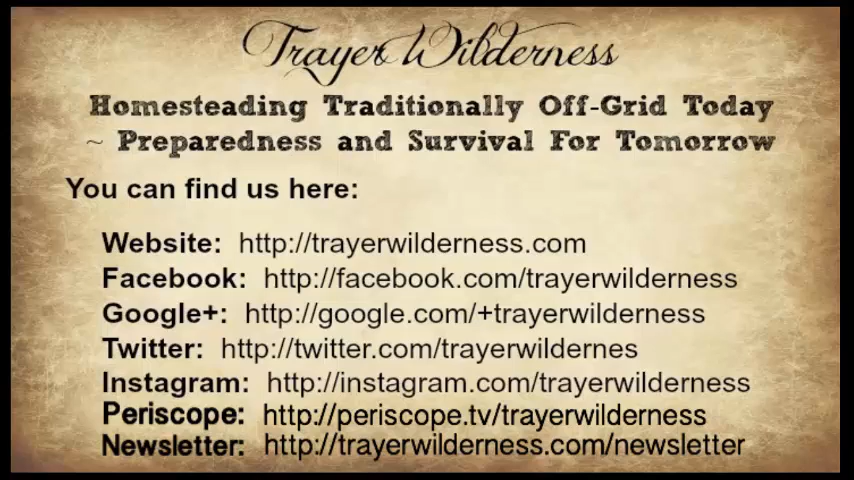 Trayer Wilderness
Homesteading Traditionally Off-Grid Today
~ Preparedness and Survival For Tomorrow
You can find us here:
Website: http://trayerwilderness.com
Facebook: http://facebook.com/trayerwilderness
Google+: http://google.com/+trayerwilderness
Twitter: http://twitter.com/trayerwildernes
Instagram: http://instagram.com/trayerwilderness
Periscope: http://periscope.tv/trayerwilderness
Newsletter: http://trayerwilderness.com/newsletter